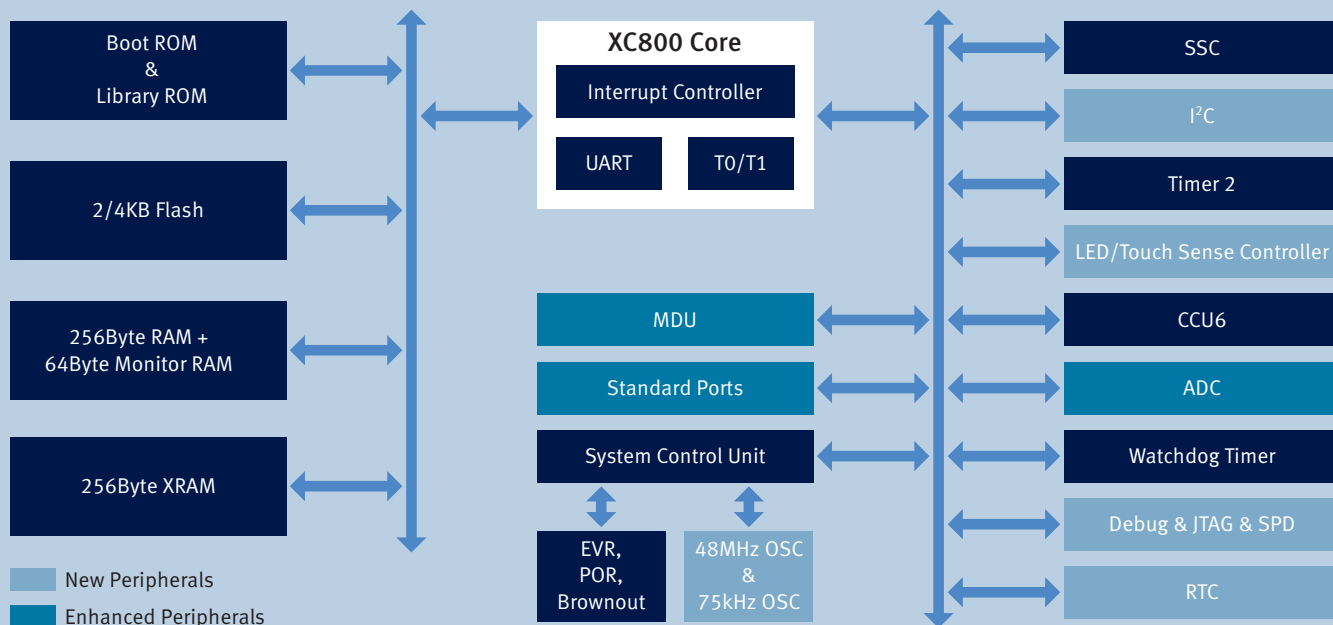 Boot ROM
&
Library ROM
2/4KB Flash
256Byte RAM +
64Byte Monitor RAM
256Byte XRAM
New Peripherals
Enhanced Peripherals
XC800 Core
Interrupt Controller
UART
T0/T1
MDU
Standard Ports
System Control Unit
EVR,
POR,
Brownout
48MHz OSC
&
75kHz OSC
SSC
I²C
Timer 2
LED/Touch Sense Controller
CCU6
ADC
Watchdog Timer
Debug & JTAG & SPD
RTC